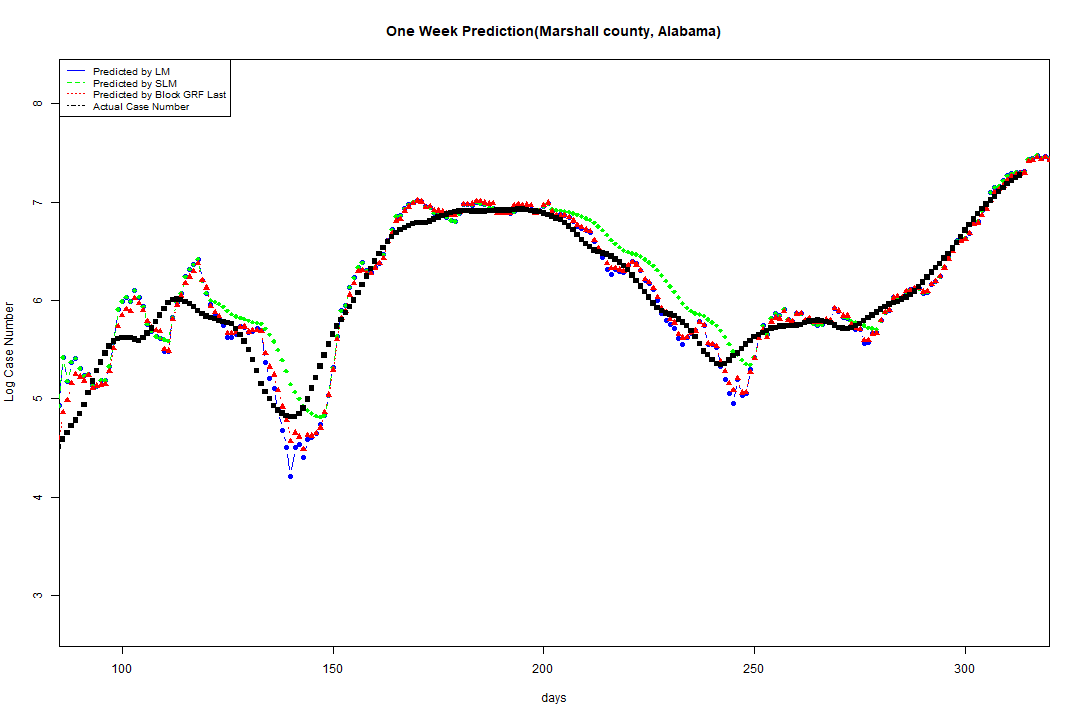 One Week Prediction(Marshall county, Alabama)
Predicted by LM
Predicted by SLM
Predicted by Block GRF Last
Actual Case Number
Log Case Number
8
7
6
5
4
3
100
150
200
250
300
days